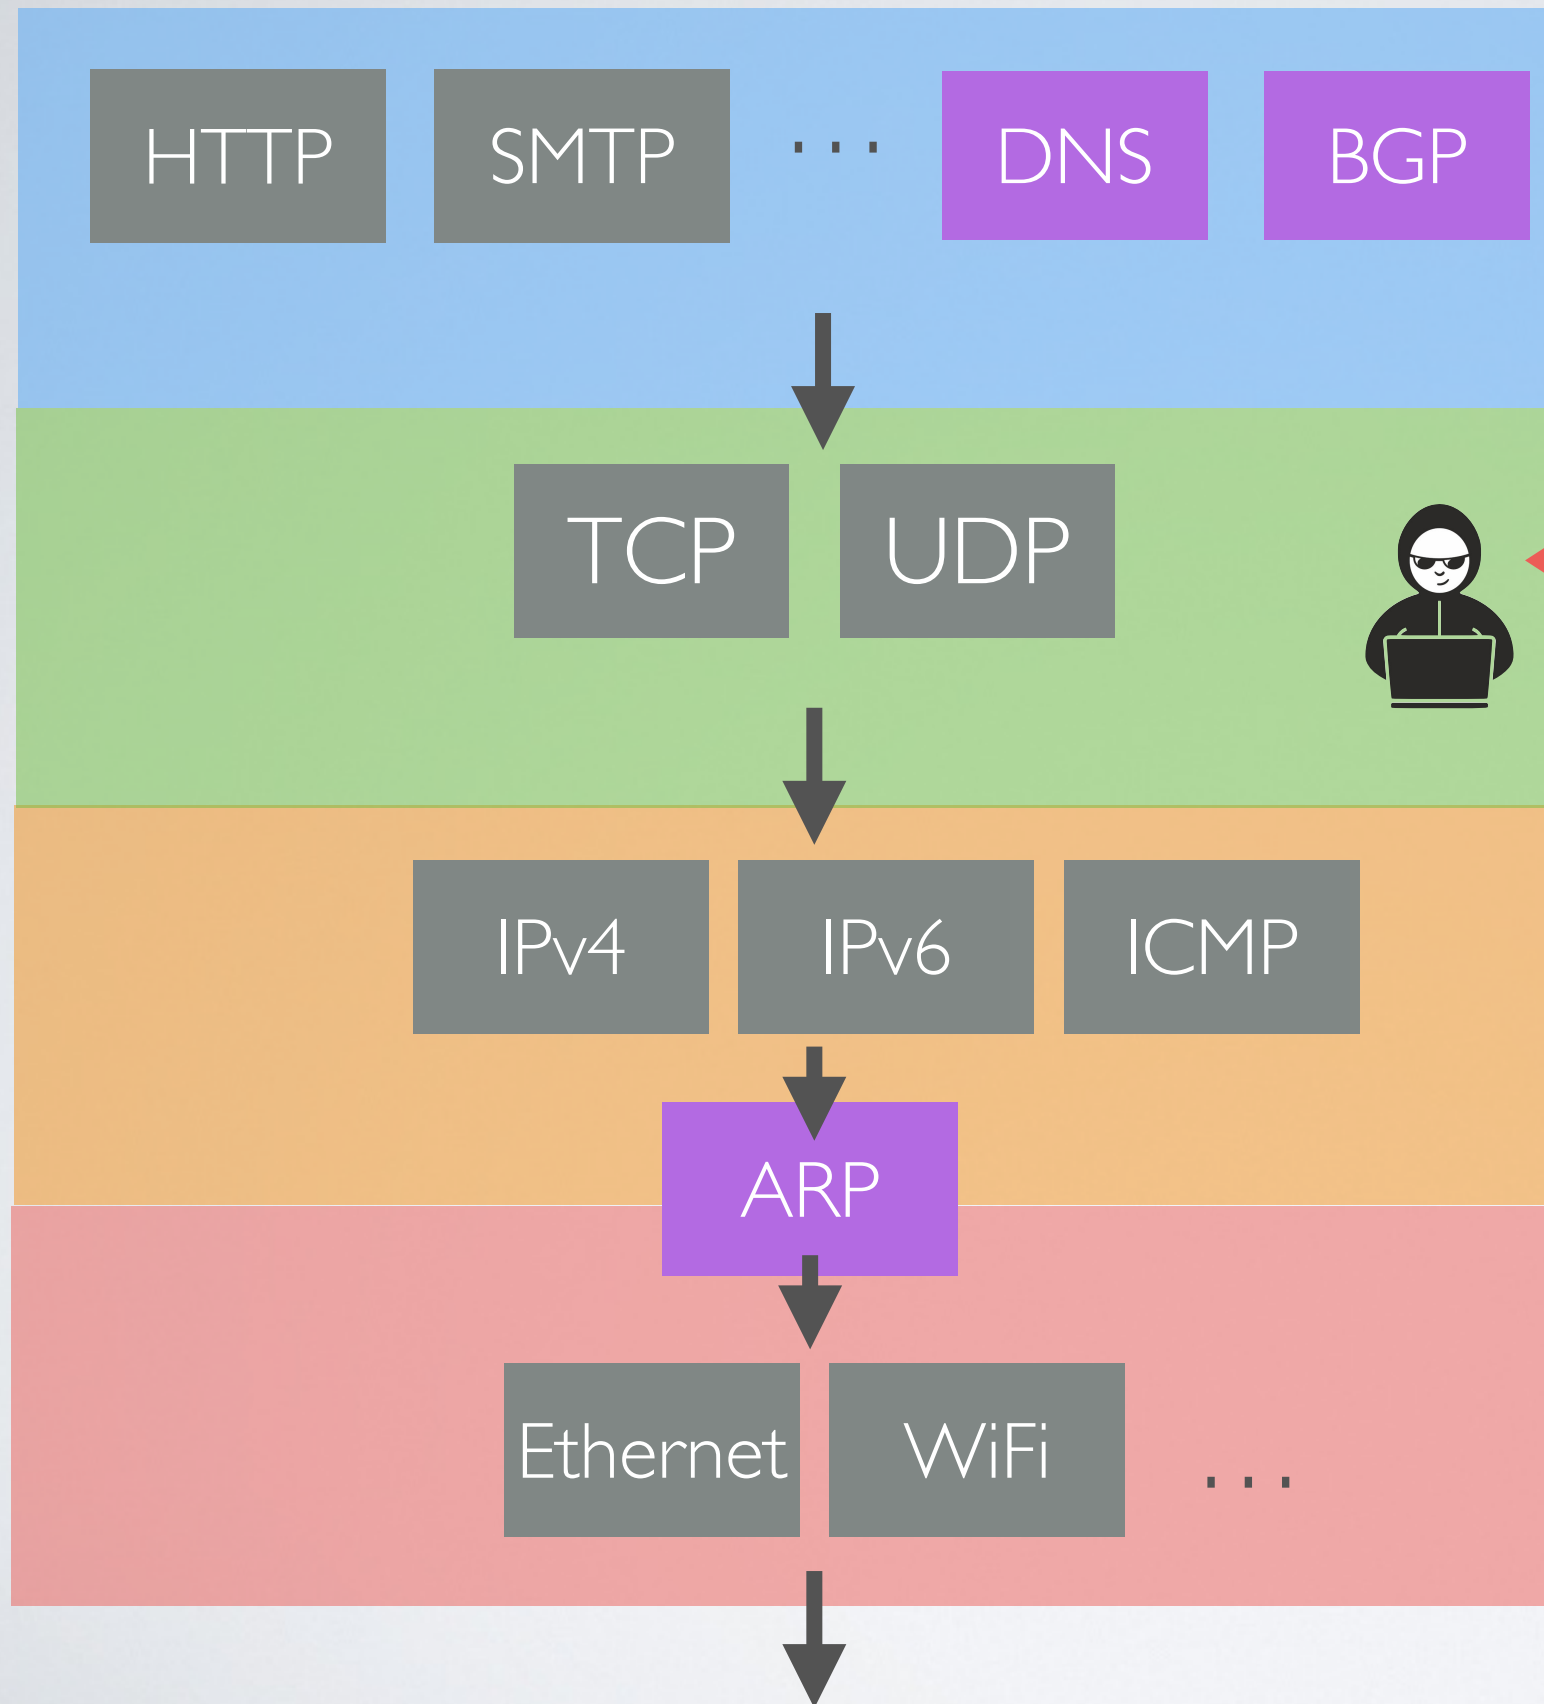 HTTP SMTP ... DNS BGP
TCP UDP
IPv4 IPv6 ICMP
ARP
Ethernet WiFi ...